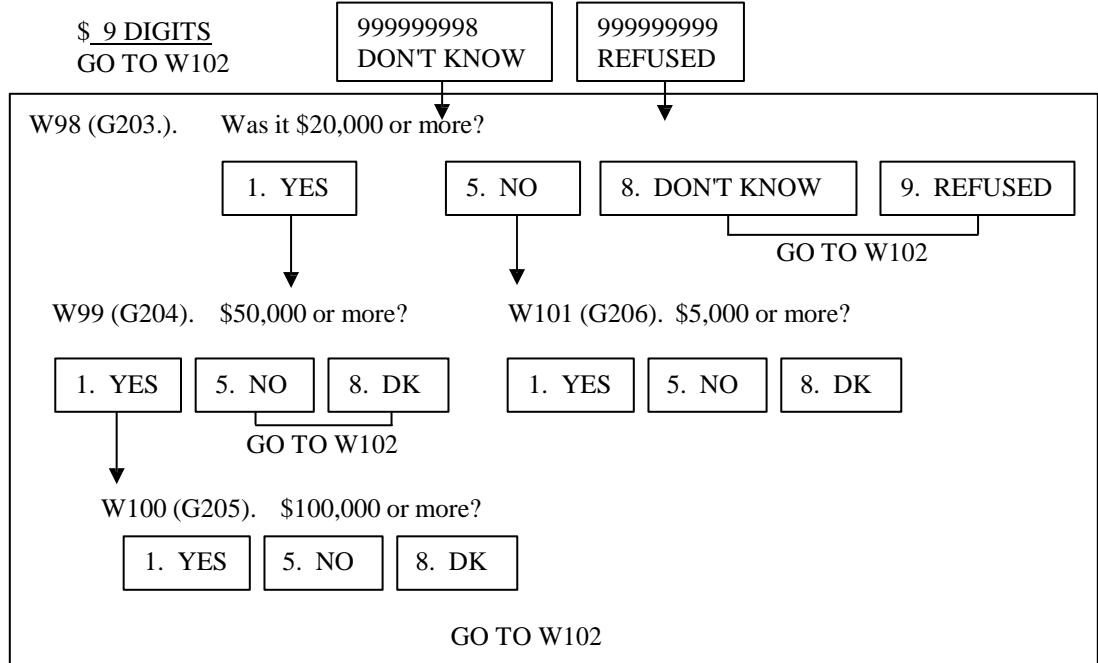 $ 9 DIGITS
GO TO W102
999999998
DON'T KNOW
999999999
REFUSED
W98 (G203.). Was it $20,000 or more?
1. YES
5. NO
8. DON'T KNOW
9. REFUSED
GO TO W102
W99 (G204). $50,000 or more?
1. YES
5. NO
8. DK
GO TO W102
W101 (G206). $5,000 or more?
1. YES
5. NO
8. DK
W100 (G205). $100,000 or more?
1. YES
5. NO
8. DK
GO TO W102